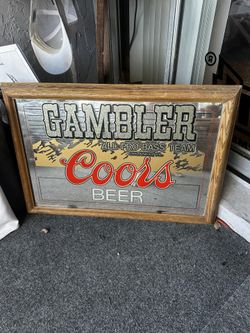 GAMBLER
ALL-PRO BASS TEAM
Coors
BEER